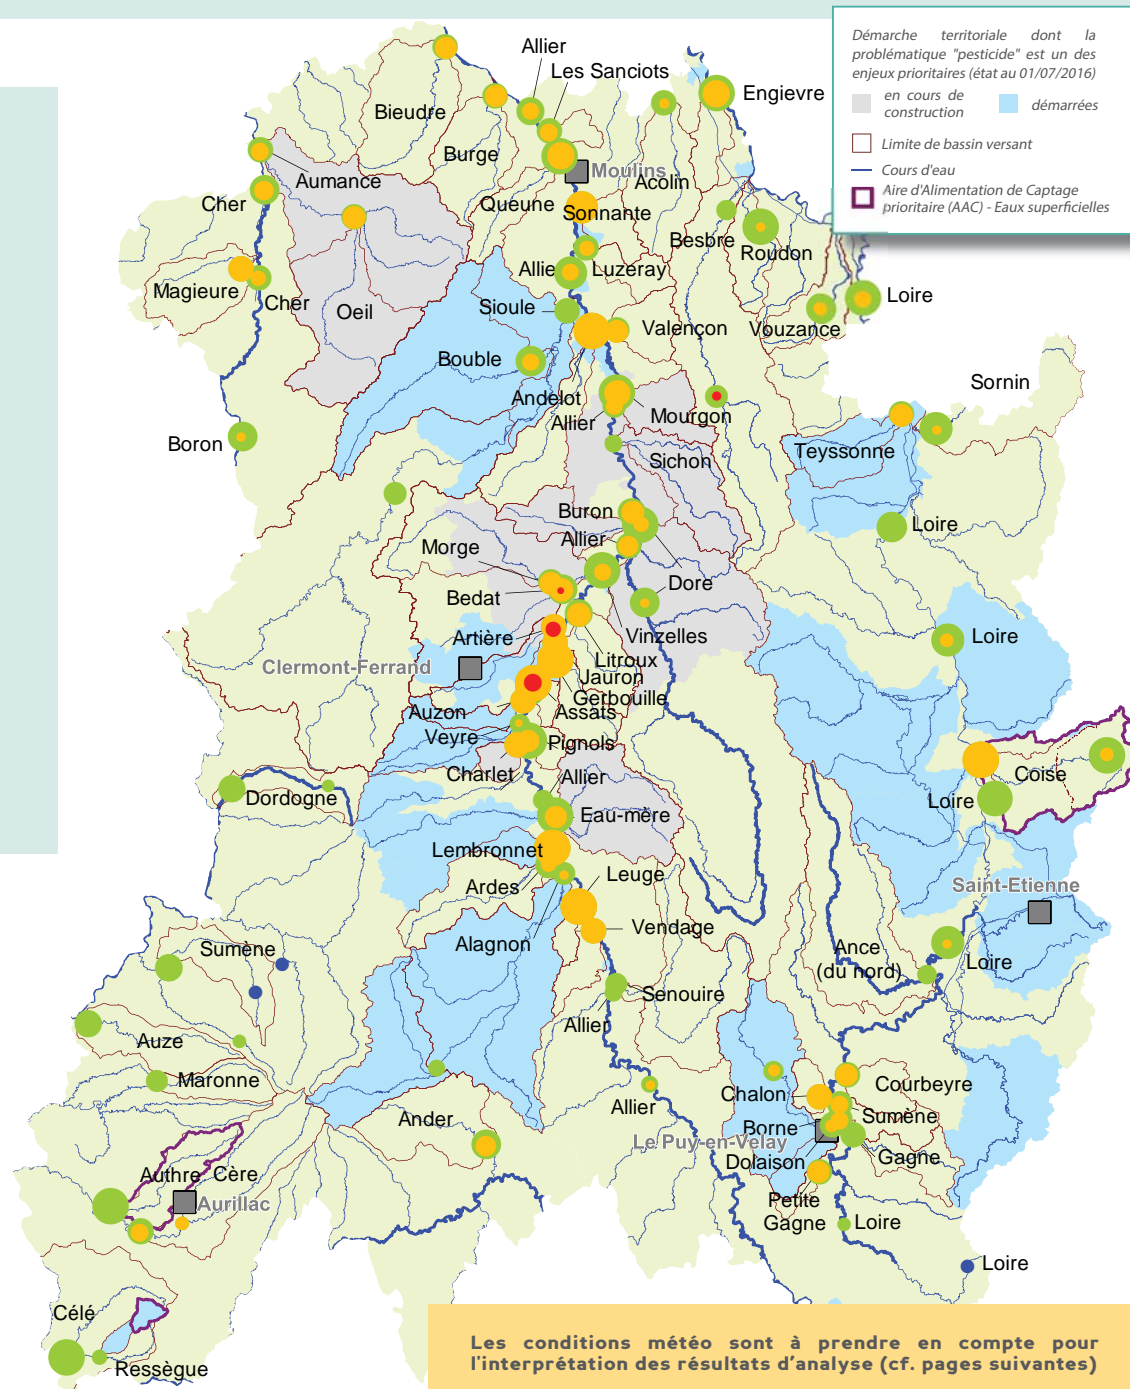 Démarche territoriale dont la
problématique "pesticide" est un des
enjeux prioritaires (état au 01/07/2016)
en cours de
construction
démarrées
Limite de bassin versant
Cours d'eau
Aire d'Alimentation de Captage
prioritaire (AAC) - Eaux superficielles
Allier
Les Sanciots
Engievre
Bieudre
Burge
Moulins
Aumance
Acolin
Cher
Queune
Sonnante
Besbre
Roudon
Allie
Luzeray
Magieure
Cher
Loire
Oeil
Sioule
Valençon
Vouzance
Bouble
Sornin
Andelot
Mourgon
Allier
Boron
Teyssonne
Sichon
Buron
Loire
Allier
Morge
Dore
Bedat
Artière
Vinzelles
Loire
Clermont-Ferrand
Litroux
Jauron
Gerbouille
Auzon
Assats
Veyre
Pignols
Charlet
Allier
Coise
Dordogne
Loire
Eau-mère
Lembronnet
Leuge
Ardes
Saint-Etienne
Vendage
Alagnon
Sumène
Ance
(du nord)
Loire
Senouire
Allier
Auze
Maronne
Courbeyre
Chalon
Allier
Ander
Sumène
Borne
Le Puy-en-Velay
Gagne
Dolaison
Authre
Cère
Aurillac
Petite
Gagne
Loire
Loire
Célé
Ressègue
Les conditions météo sont à prendre en compte pour
l'interprétation des résultats d'analyse (cf. pages suivantes)